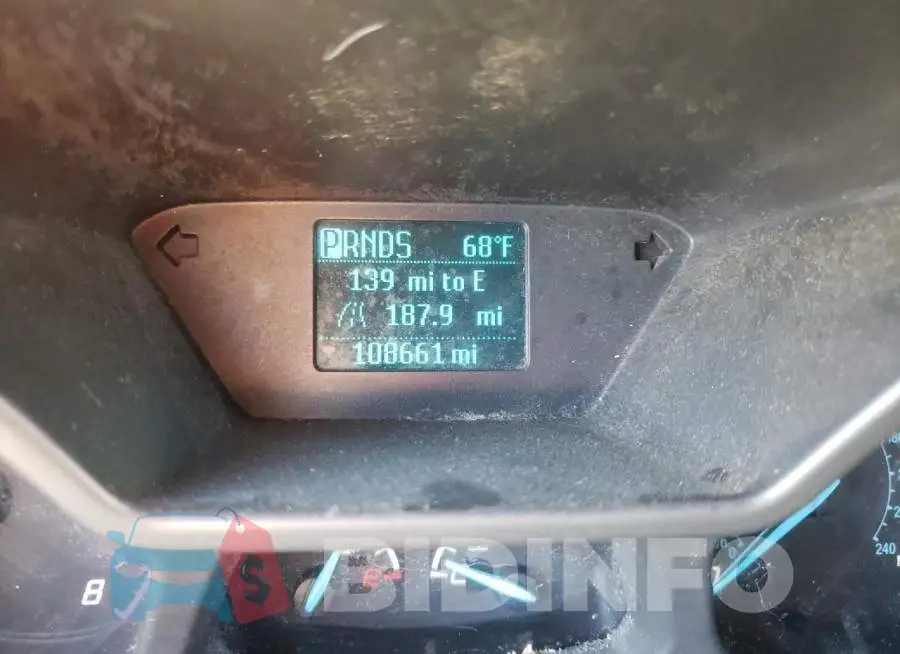 PRNDS 68°F
139 mi to E
187.9 mi
108661 mi
8
240
$ BIDINFO